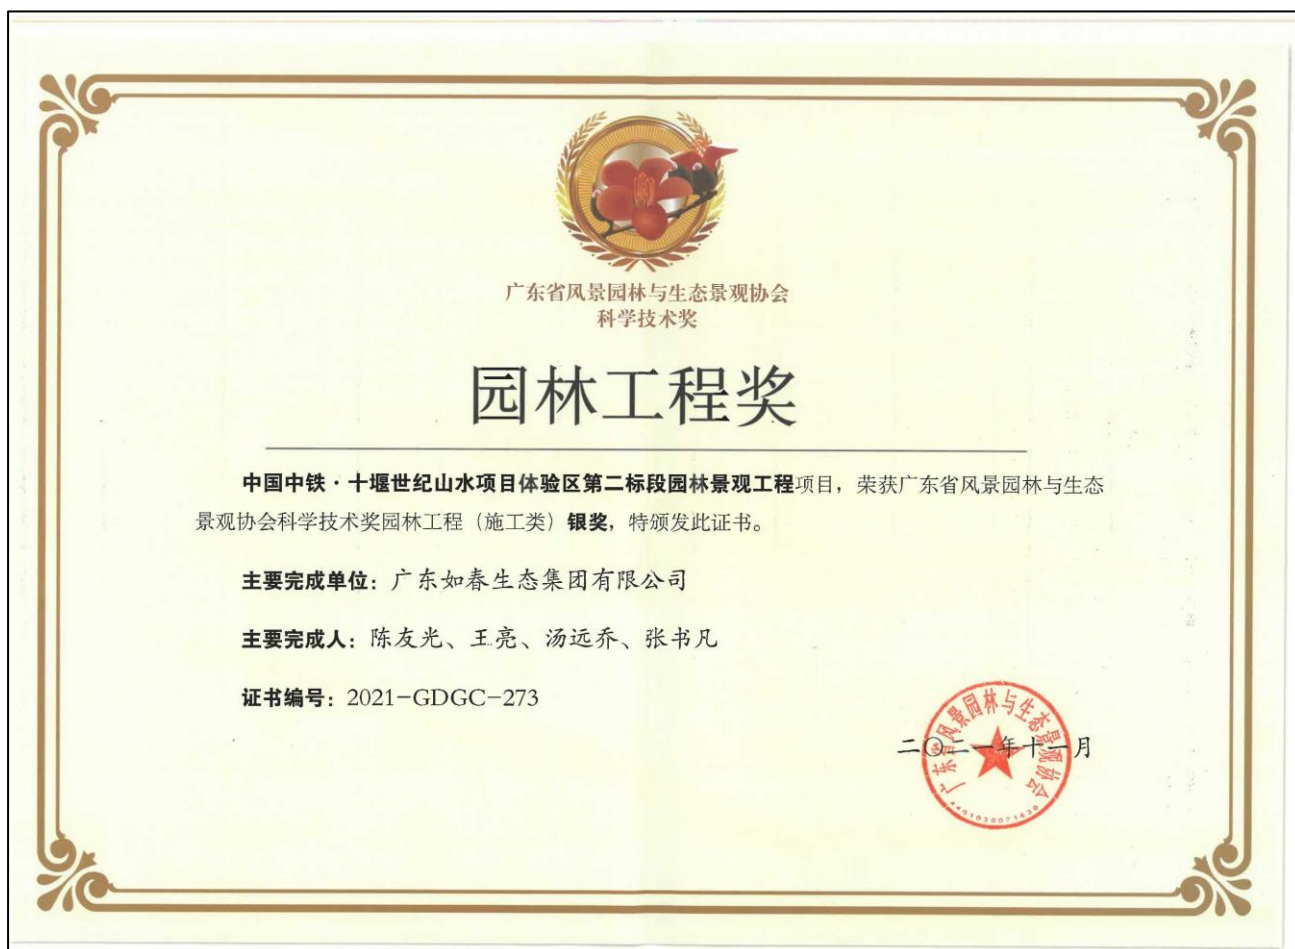 广东省风景园林与生态景观协会
科学技术奖
园林工程奖
中国中铁·十堰世纪山水项目体验区第二标段园林景观工程项目，荣获广东省风景园林与生态
景观协会科学技术奖园林工程（施工类）银奖，特颁发此证书。
主要完成单位：广东如春生态集团有限公司
主要完成人：陈友光、王亮、汤远乔、张书凡
证书编号：2021-GDGC-273
二〇二一年十一月
广东省风景园林与生态景观协会